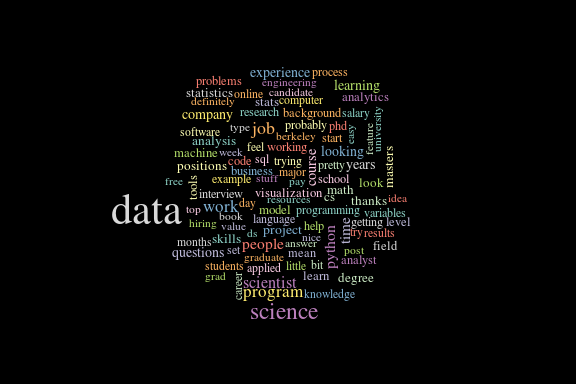 experience process
problems engineering learning
statistics online candidate analytics
definitely stats computer
company research background salary university
software type job probably phd easy feature
analysis berkeley start
feel working looking masters
machine week code sql trying course
positions business major pretty years
free tools example stuff pay school look
interview visualization math
resources cs thanks idea
data top work day model programming variables
book language time getting level
hiring value help
ds project nice python try results
months skills people answer field
questions set mean post
graduate analyst
students applied little bit
grad career learn degree
scientist
program knowledge
science